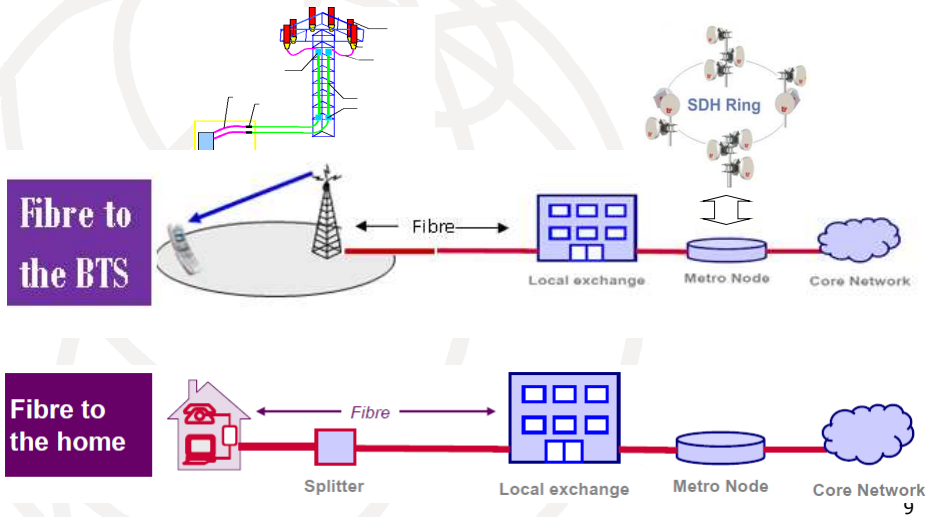 SDH Ring
Fibre to
the BTS
Fibre
Local exchange
Metro Node
Core Network
Fibre to
the home
Fibre
Splitter
Local exchange
Metro Node
Core Network
9